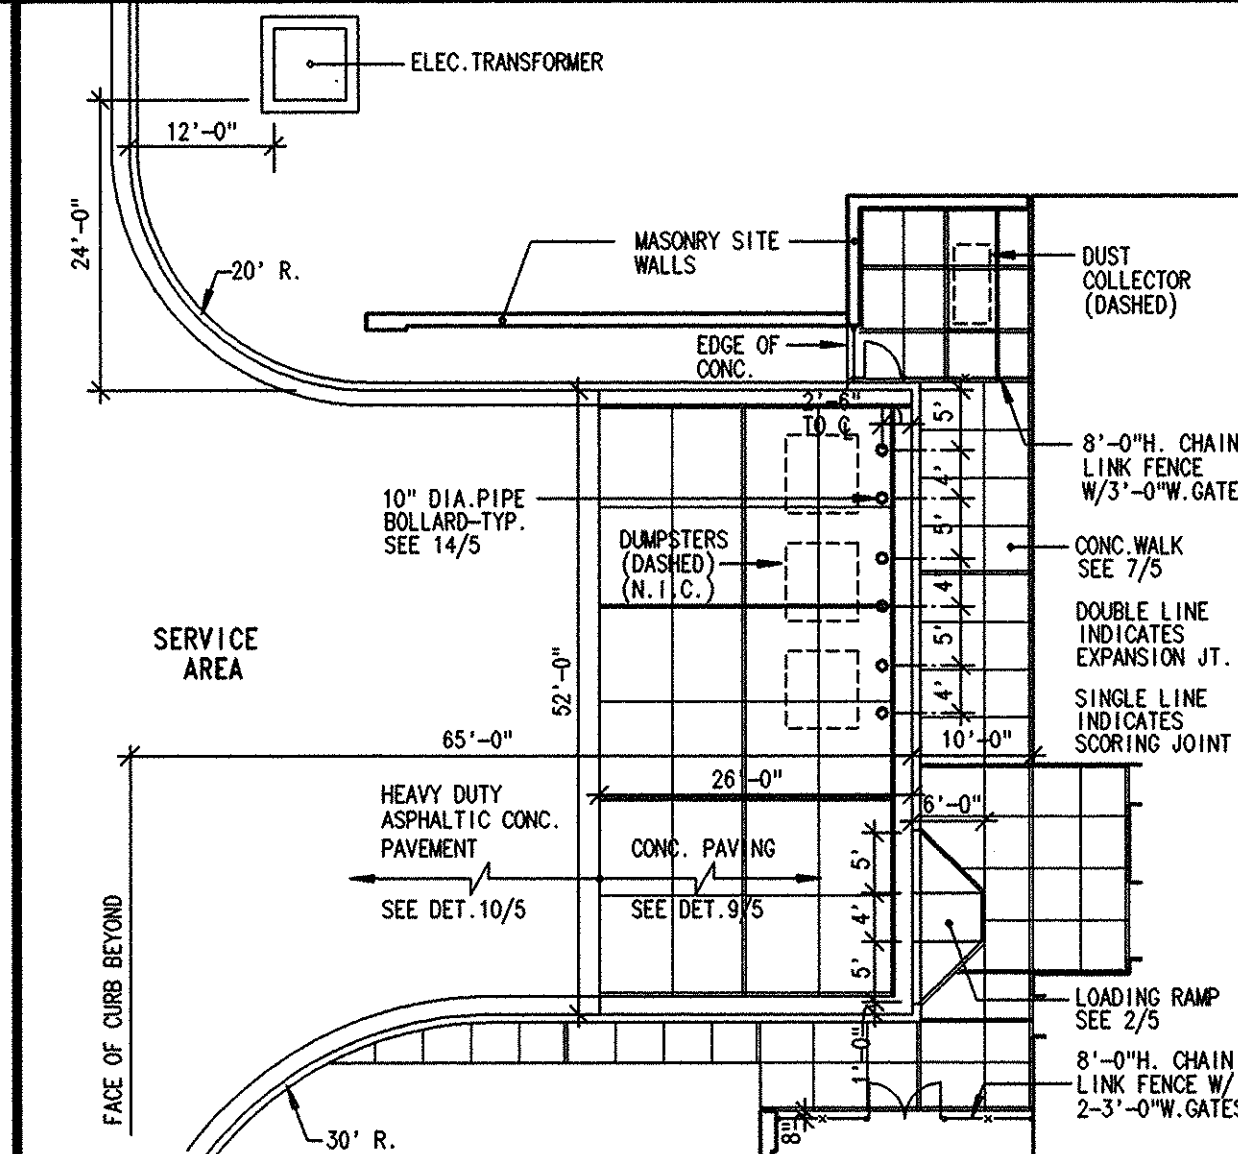 ELEC.TRANSFORMER
12'-0"
24'-0"
20' R.
MASONRY SITE
WALLS
DUST
COLLECTOR
(DASHED)
EDGE OF
CONC.
2'-6"
TO ℄
5'
4'
5'
4'
5'
4'
8'-0"H. CHAIN
LINK FENCE
W/3'-0"W.GATE
10" DIA.PIPE
BOLLARD-TYP.
SEE 14/5
DUMPSTERS
(DASHED)
(N.I.C.)
CONC.WALK
SEE 7/5
DOUBLE LINE
INDICATES
EXPANSION JT.
SINGLE LINE
INDICATES
SCORING JOINT
SERVICE
AREA
52'-0"
65'-0"
10'-0"
26'-0"
6'-0"
HEAVY DUTY
ASPHALTIC CONC.
PAVEMENT
SEE DET.10/5
CONC. PAVING
SEE DET.9/5
5'
4'
5'
FACE OF CURB BEYOND
LOADING RAMP
SEE 2/5
1'-0"
8'-0"H. CHAIN
LINK FENCE W/
2-3'-0"W.GATES
8"
30' R.